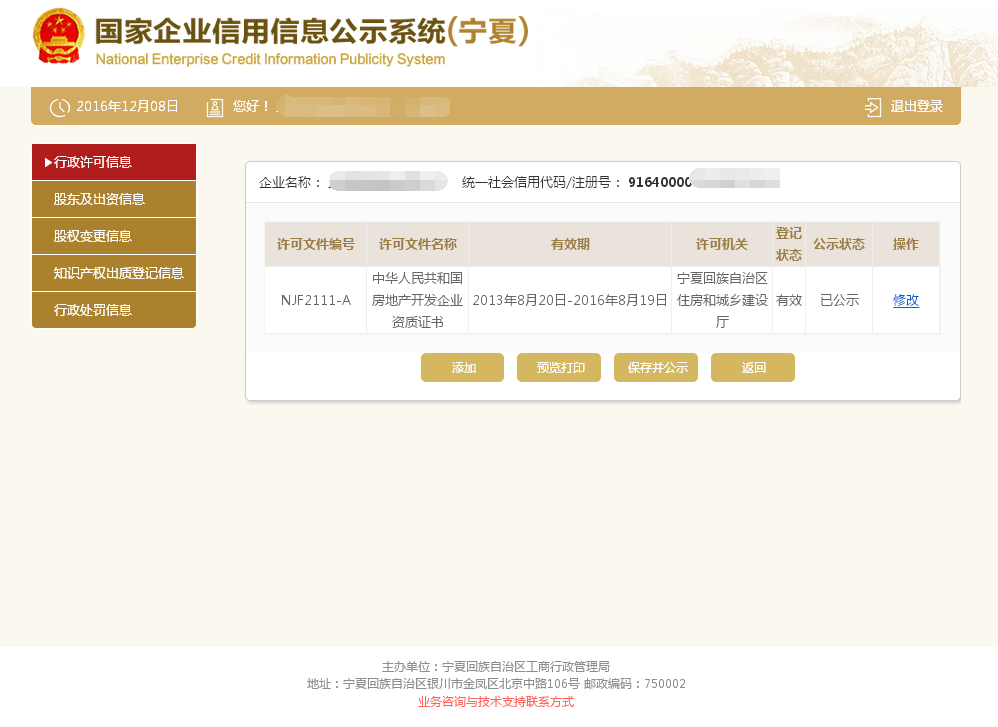 国家企业信用信息公示系统(宁夏)
National Enterprise Credit Information Publicity System
2016年12月08日 您好！ 退出登录
行政许可信息
股东及出资信息
股权变更信息
知识产权出质登记信息
行政处罚信息
企业名称： 统一社会信用代码/注册号：91640000
许可文件编号 许可文件名称 有效期 许可机关 登记状态 公示状态 操作
NJF2111-A 中华人民共和国房地产开发企业资质证书 2013年8月20日-2016年8月19日 宁夏回族自治区住房和城乡建设厅 有效 已公示 修改
添加 预览打印 保存并公示 返回
主办单位：宁夏回族自治区工商行政管理局
地址：宁夏回族自治区银川市金凤区北京中路106号 邮政编码：750002
业务咨询与技术支持联系方式